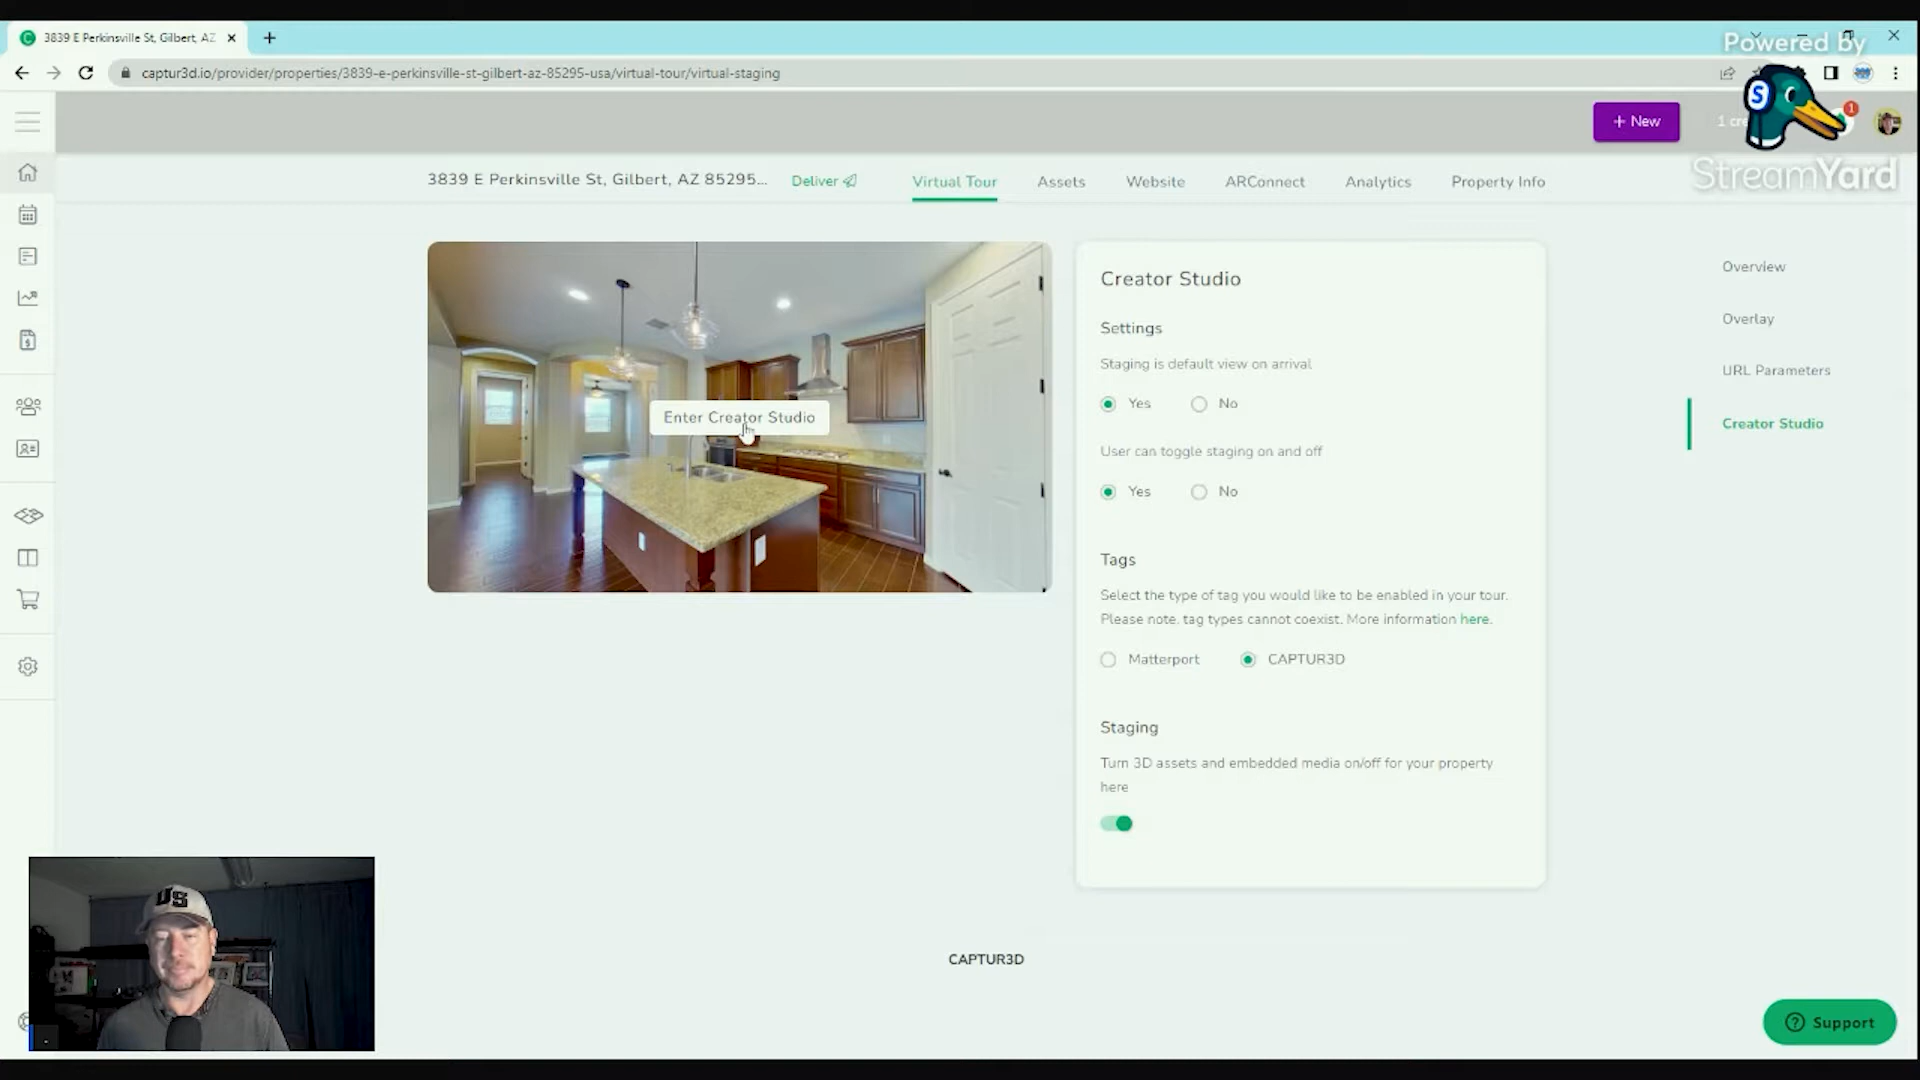 3839 E Perkinsville St, Gilbert, AZ
Powered by
captur3d.io/provider/properties/3839-e-perkinsville-st-gilbert-az-85295-usa/virtual-tour/virtual-staging
S
+ New
1 cre
1
StreamYard
3839 E Perkinsville St, Gilbert, AZ 85295...
Deliver
Virtual Tour
Assets
Website
ARConnect
Analytics
Property Info
Enter Creator Studio
Creator Studio
Settings
Staging is default view on arrival
Yes No
User can toggle staging on and off
Yes No
Tags
Select the type of tag you would like to be enabled in your tour.
Please note, tag types cannot coexist. More information here.
Matterport CAPTUR3D
Staging
Turn 3D assets and embedded media on/off for your property
here
Overview
Overlay
URL Parameters
Creator Studio
CAPTUR3D
Support